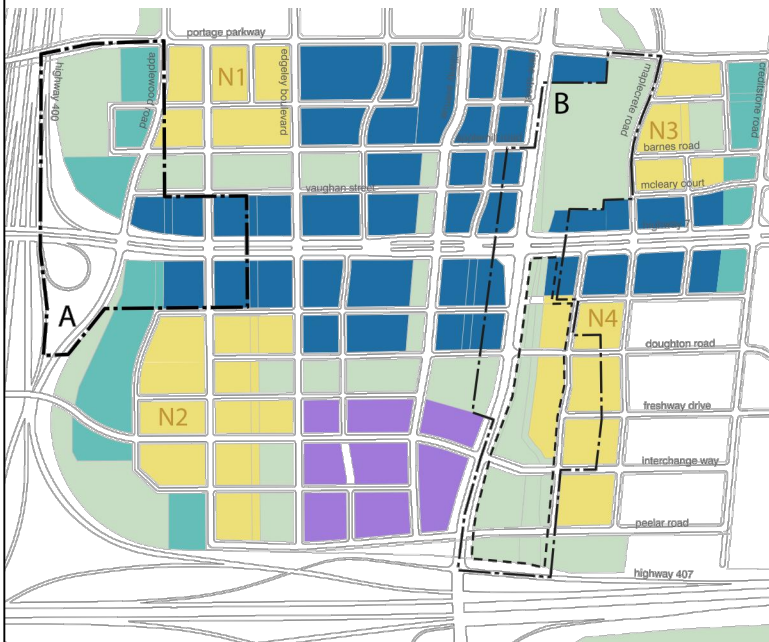 portage parkway
highway 400
applewood road
N1
edgeley boulevard
B
maplecrete road
creditstone road
N3
barnes road
mcleary court
vaughan street
A
N4
doughton road
N2
freshway drive
interchange way
peelar road
highway 407